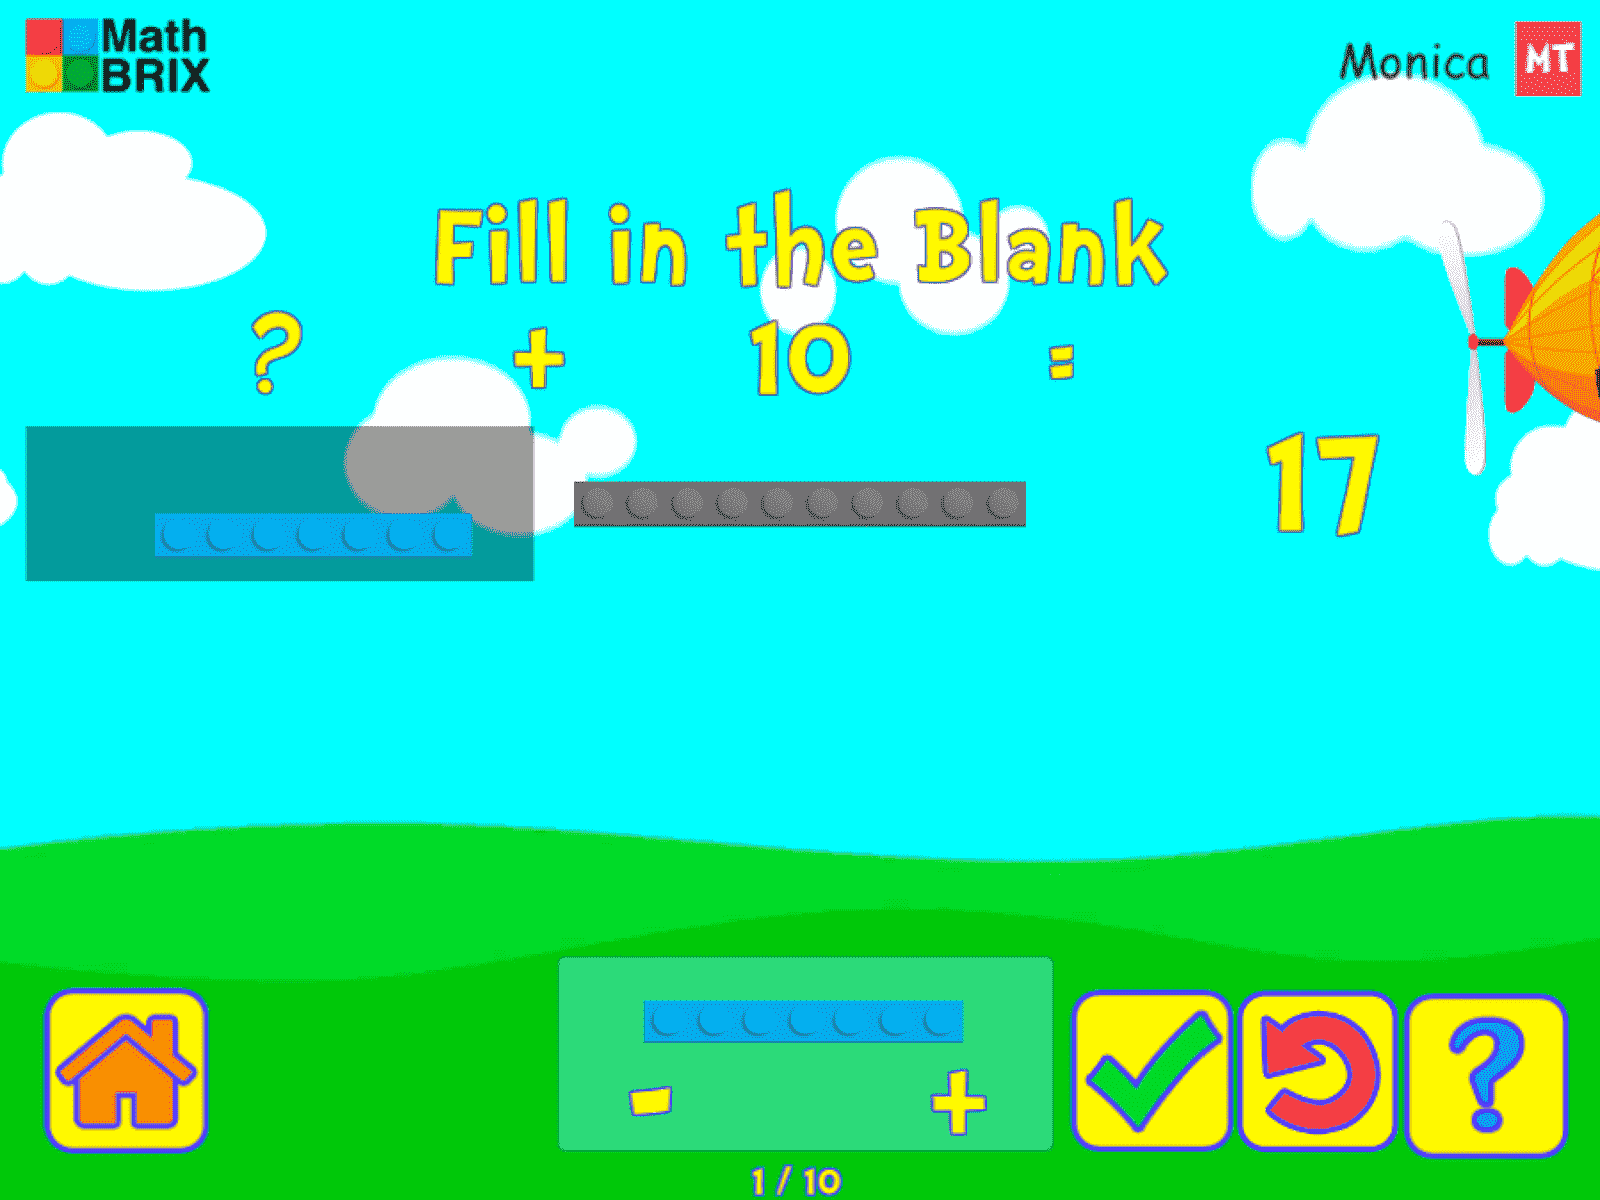 Math
BRIX
Monica
MT
Fill in the Blank
? + 10 =
17
?
- +
1 / 10